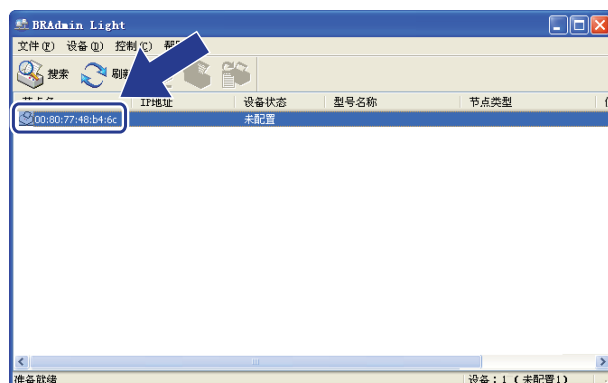 BRAdmin Light
文件(F) 设备(D) 控制(C)
搜索 刷
IP地址 设备状态 型号名称 节点类型
00:80:77:48:b4:6c 未配置
准备就绪 设备：1 (未配置1)